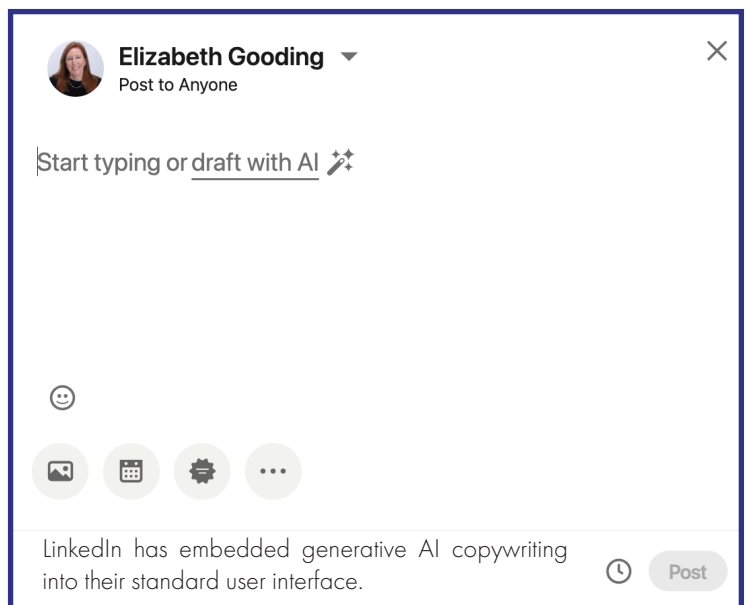 Elizabeth Gooding
Post to Anyone
Start typing or draft with AI
LinkedIn has embedded generative AI copywriting
into their standard user interface.
Post